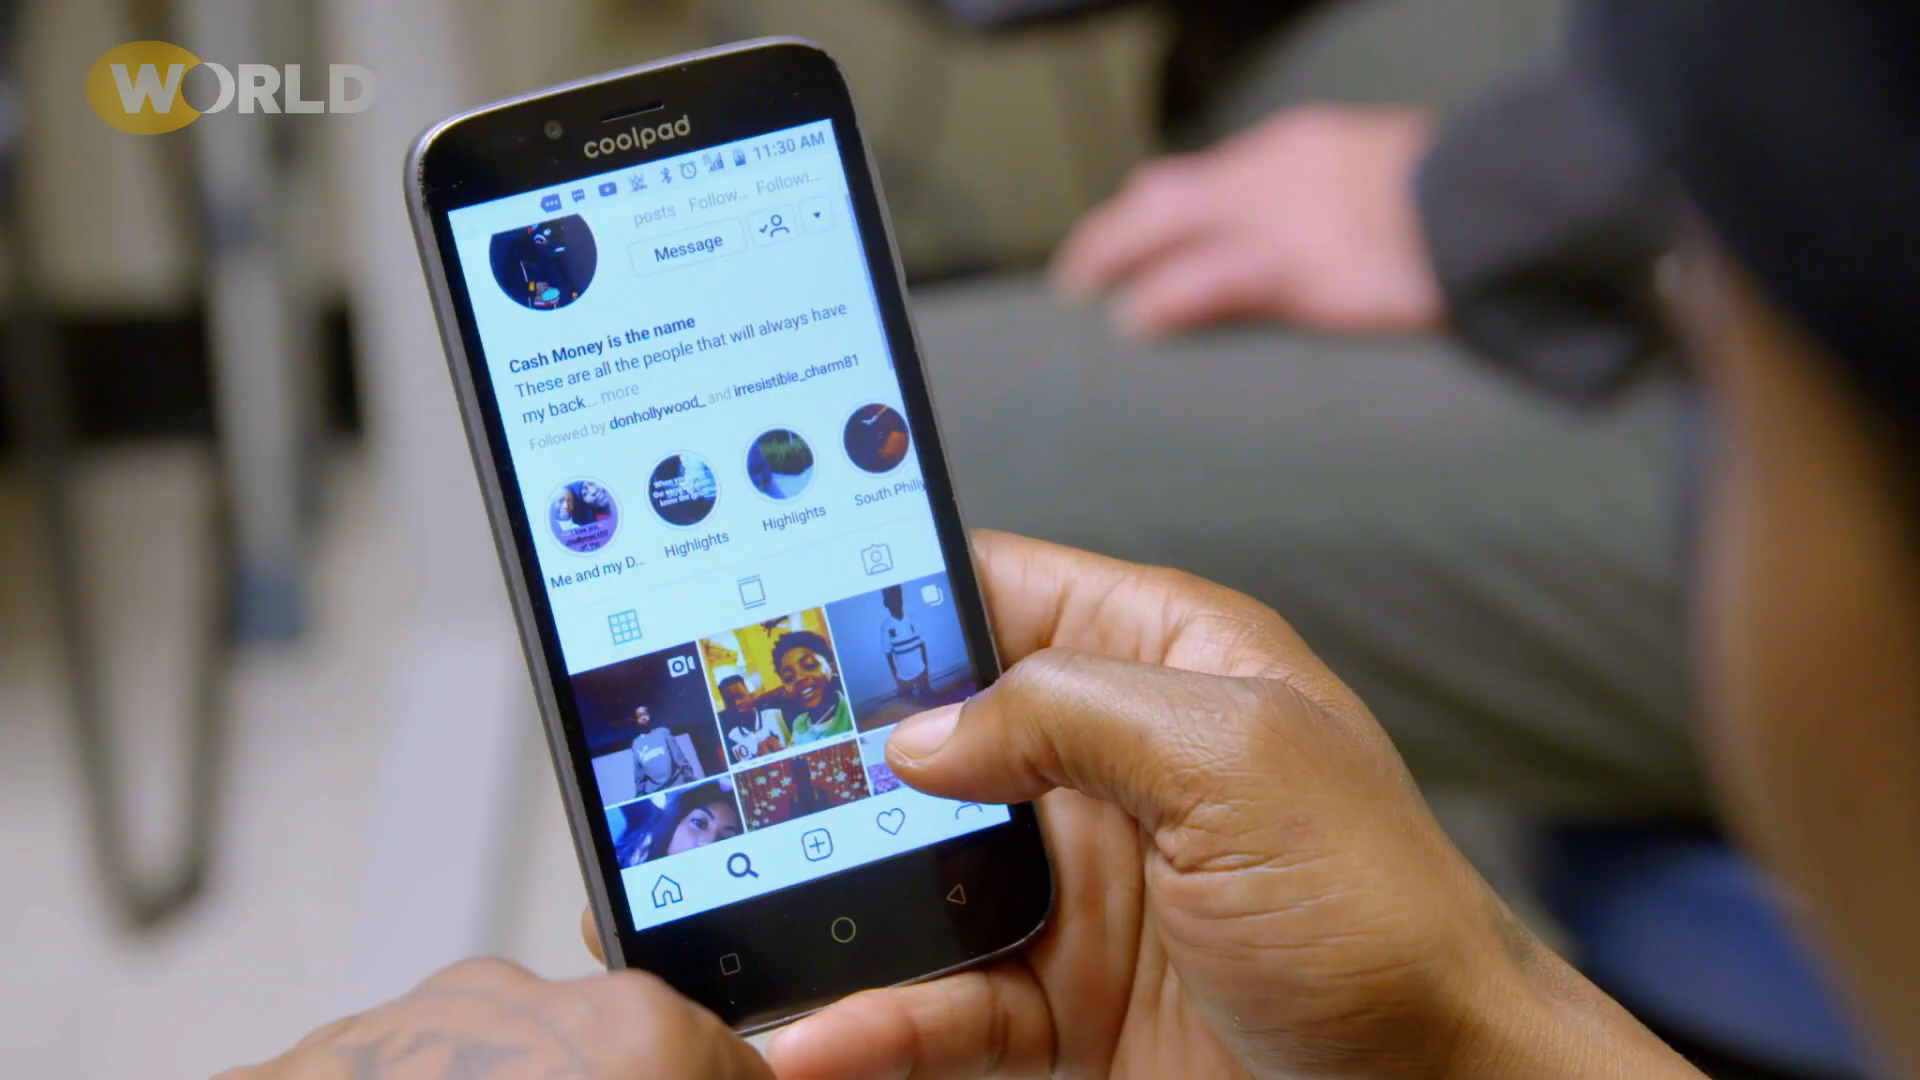 WORLD
coolpad
11:30 AM
posts Follow... Followi...
Message
Cash Money is the name
These are all the people that will always have
my back... more
Followed by donhollywood_ and irresistible_charm81
Me and my D...
Highlights
Highlights
South Philly